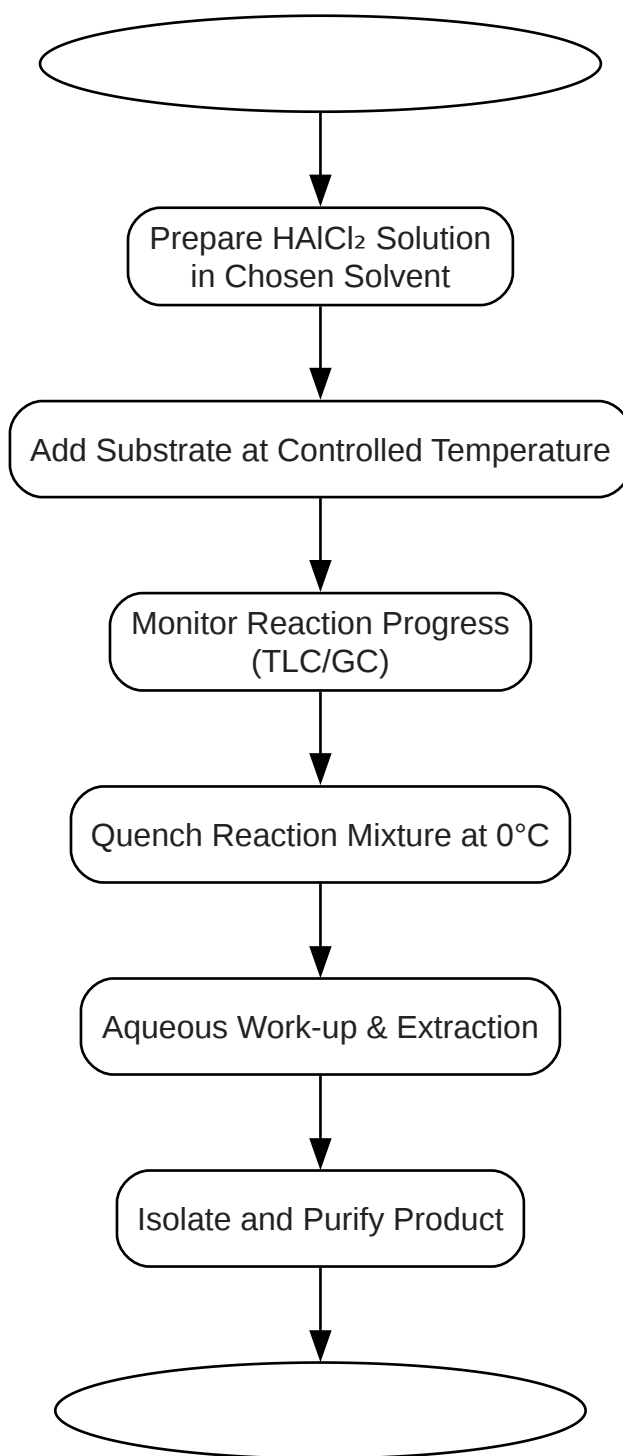 Prepare HAlCl₂ Solution
in Chosen Solvent
Add Substrate at Controlled Temperature
Monitor Reaction Progress
(TLC/GC)
Quench Reaction Mixture at 0°C
Aqueous Work-up & Extraction
Isolate and Purify Product